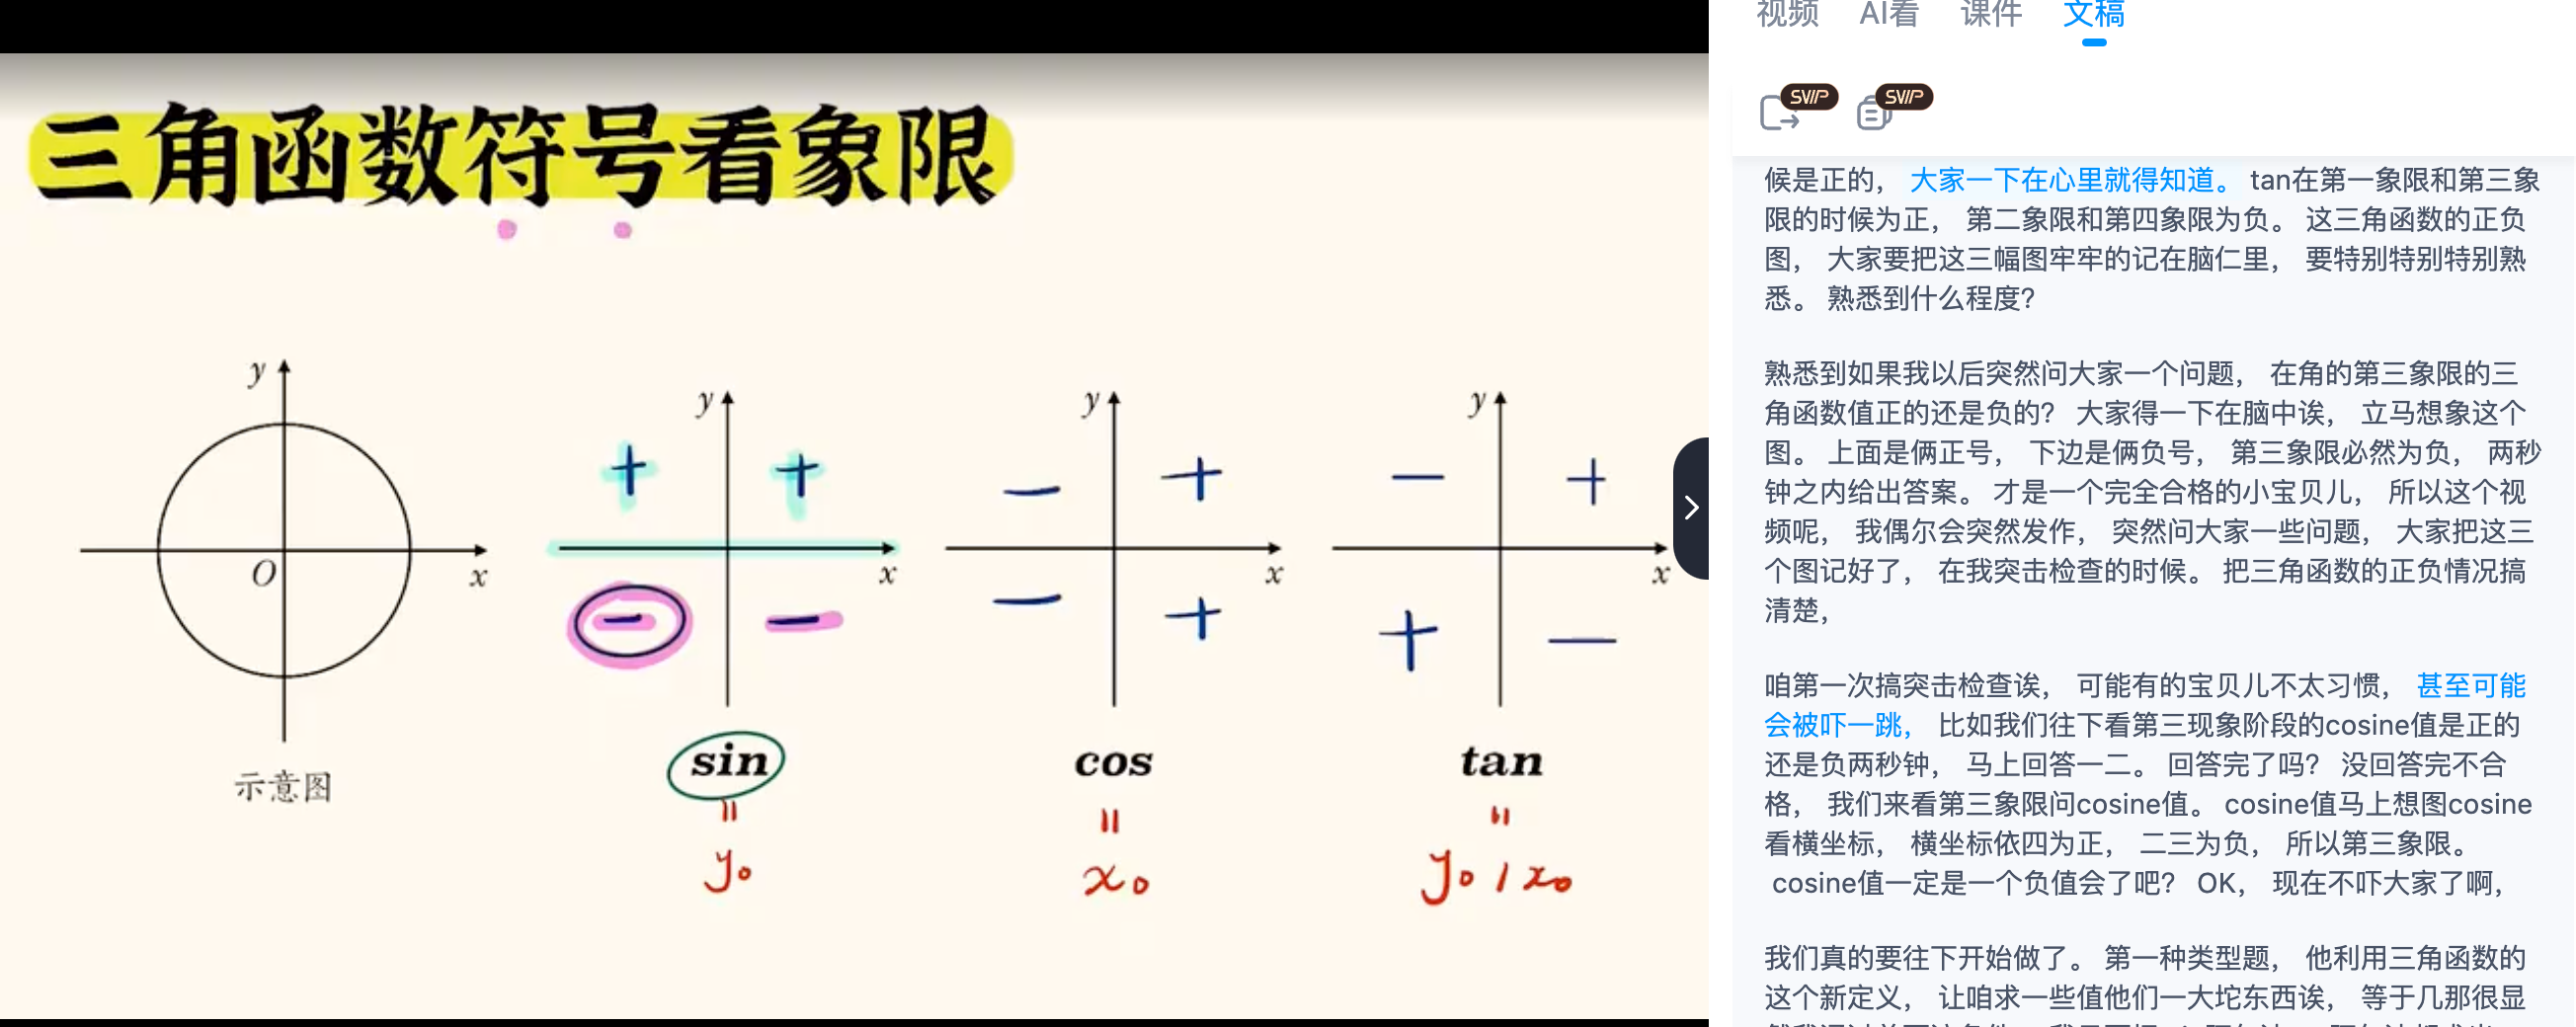 三角函数符号看象限
y
O
x
示意图
y
+ +
x
− −
sin
=
y₀
y
− +
x
− +
cos
=
x₀
y
− +
x
+ −
tan
=
y₀/x₀
视频 AI看 课件 文稿
SVIP SVIP
候是正的， 大家一下在心里就得知道。 tan在第一象限和第三象
限的时候为正， 第二象限和第四象限为负。 这三角函数的正负
图， 大家要把这三幅图牢牢的记在脑仁里， 要特别特别特别熟
悉。 熟悉到什么程度?
熟悉到如果我以后突然问大家一个问题， 在角的第三象限的三
角函数值正的还是负的? 大家得一下在脑中诶， 立马想象这个
图。 上面是俩正号， 下边是俩负号， 第三象限必然为负， 两秒
钟之内给出答案。 才是一个完全合格的小宝贝儿， 所以这个视
频呢， 我偶尔会突然发作， 突然问大家一些问题， 大家把这三
个图记好了， 在我突击检查的时候。 把三角函数的正负情况搞
清楚，
咱第一次搞突击检查诶， 可能有的宝贝儿不太习惯， 甚至可能
会被吓一跳， 比如我们往下看第三现象阶段的cosine值是正的
还是负两秒钟， 马上回答一二。 回答完了吗? 没回答完不合
格， 我们来看第三象限问cosine值。 cosine值马上想图cosine
看横坐标， 横坐标依四为正， 二三为负， 所以第三象限。
cosine值一定是一个负值会了吧? OK， 现在不吓大家了啊，
我们真的要往下开始做了。 第一种类型题， 他利用三角函数的
这个新定义， 让咱求一些值他们一大坨东西诶， 等于几那很显